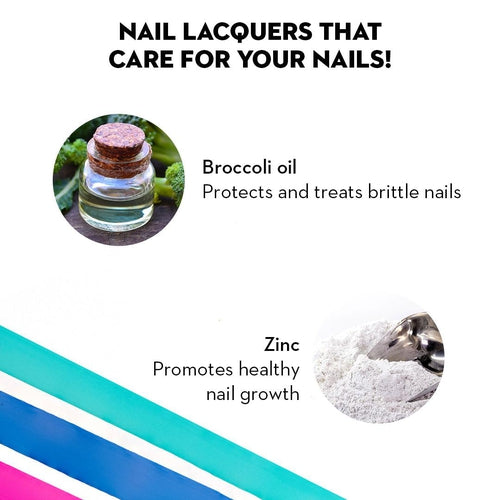 NAIL LACQUERS THAT
CARE FOR YOUR NAILS!
Broccoli oil
Protects and treats brittle nails
Zinc
Promotes healthy
nail growth